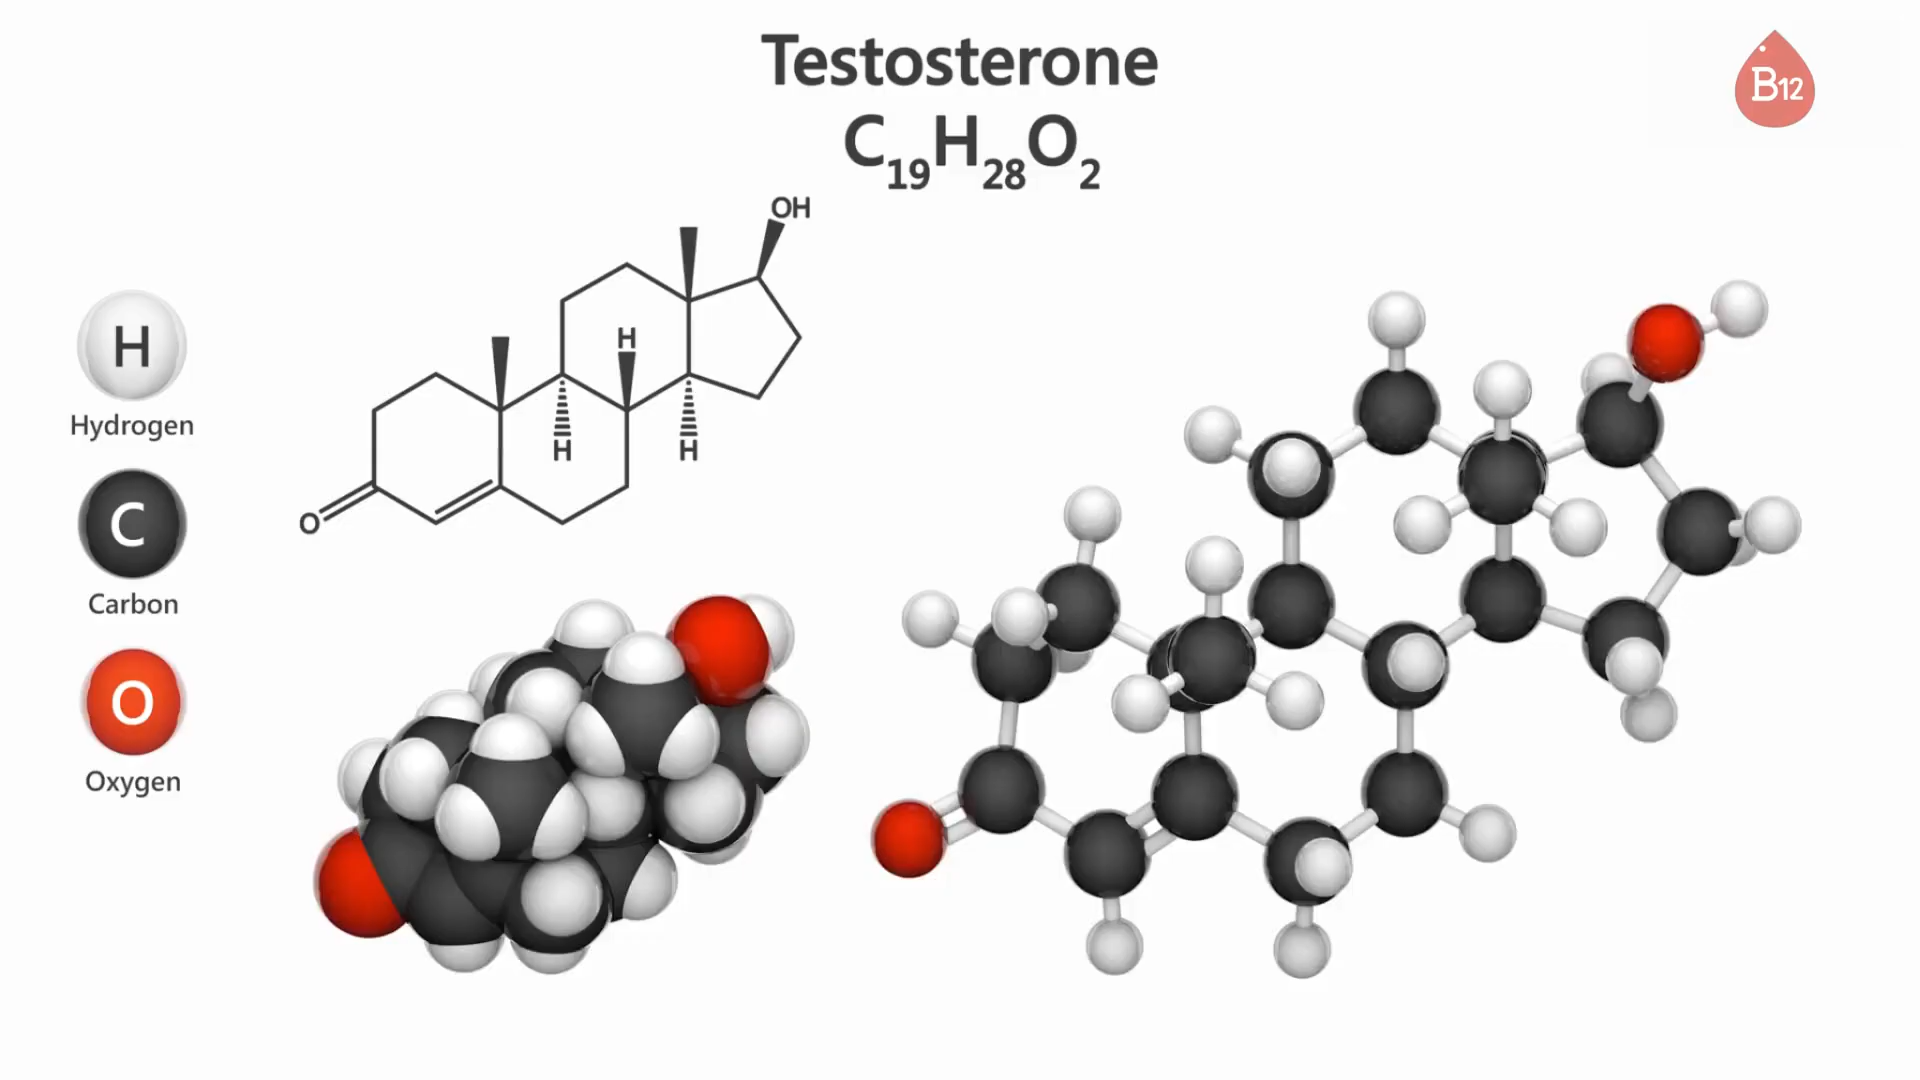 Testosterone
C₁₉H₂₈O₂
B12
OH
H
H
H
H
O
H
Hydrogen
C
Carbon
O
Oxygen